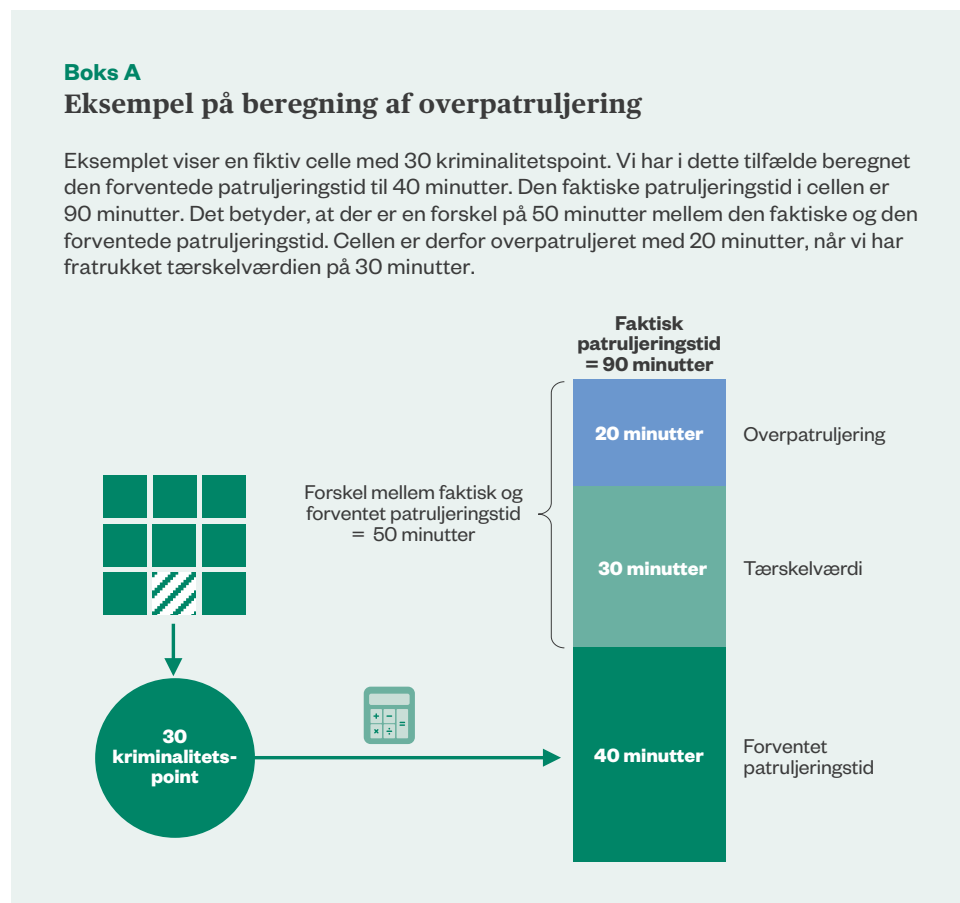 Boks A
Eksempel på beregning af overpatruljering
Eksemplet viser en fiktiv celle med 30 kriminalitetspoint. Vi har i dette tilfælde beregnet
den forventede patruljeringstid til 40 minutter. Den faktiske patruljeringstid i cellen er
90 minutter. Det betyder, at der er en forskel på 50 minutter mellem den faktiske og den
forventede patruljeringstid. Cellen er derfor overpatruljeret med 20 minutter, når vi har
fratrukket tærskelværdien på 30 minutter.
Faktisk
patruljeringstid
= 90 minutter
20 minutter
Overpatruljering
Forskel mellem faktisk og
forventet patruljeringstid
= 50 minutter
30 minutter
Tærskelværdi
30
kriminalitets-
point
+ −
× ÷ =
40 minutter
Forventet
patruljeringstid